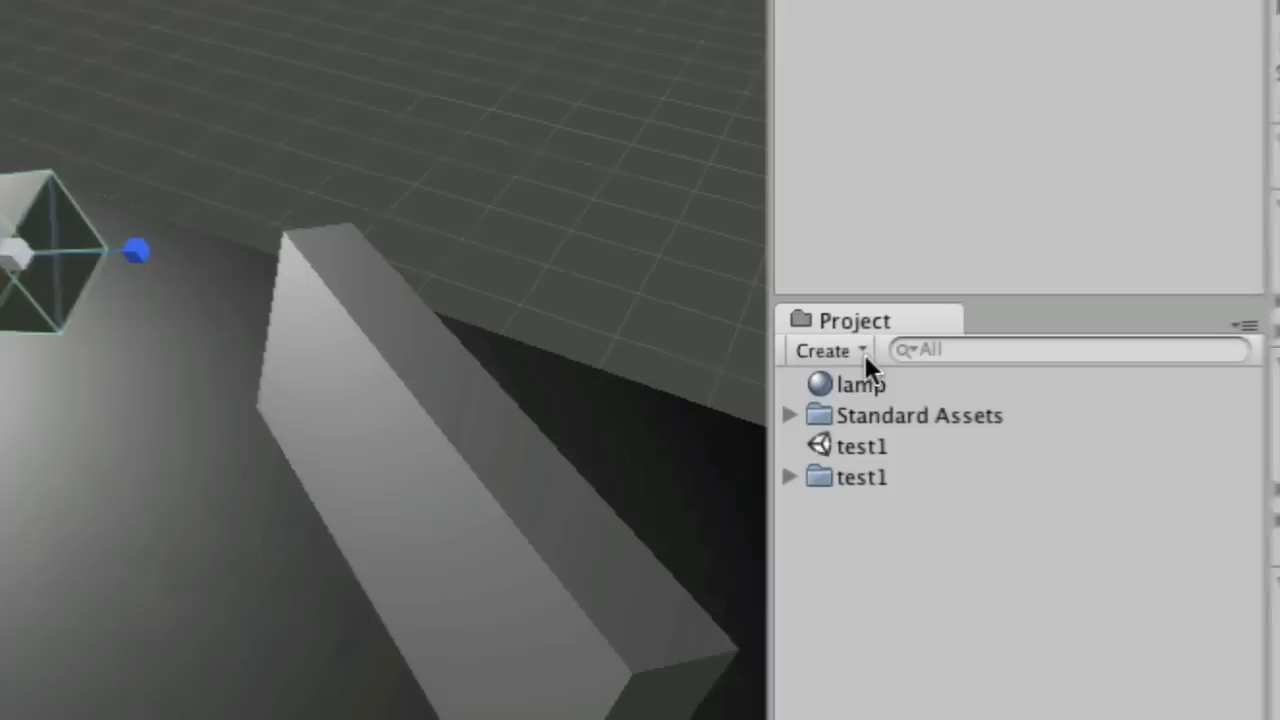 Project
Create
All
lamp
Standard Assets
test1
test1